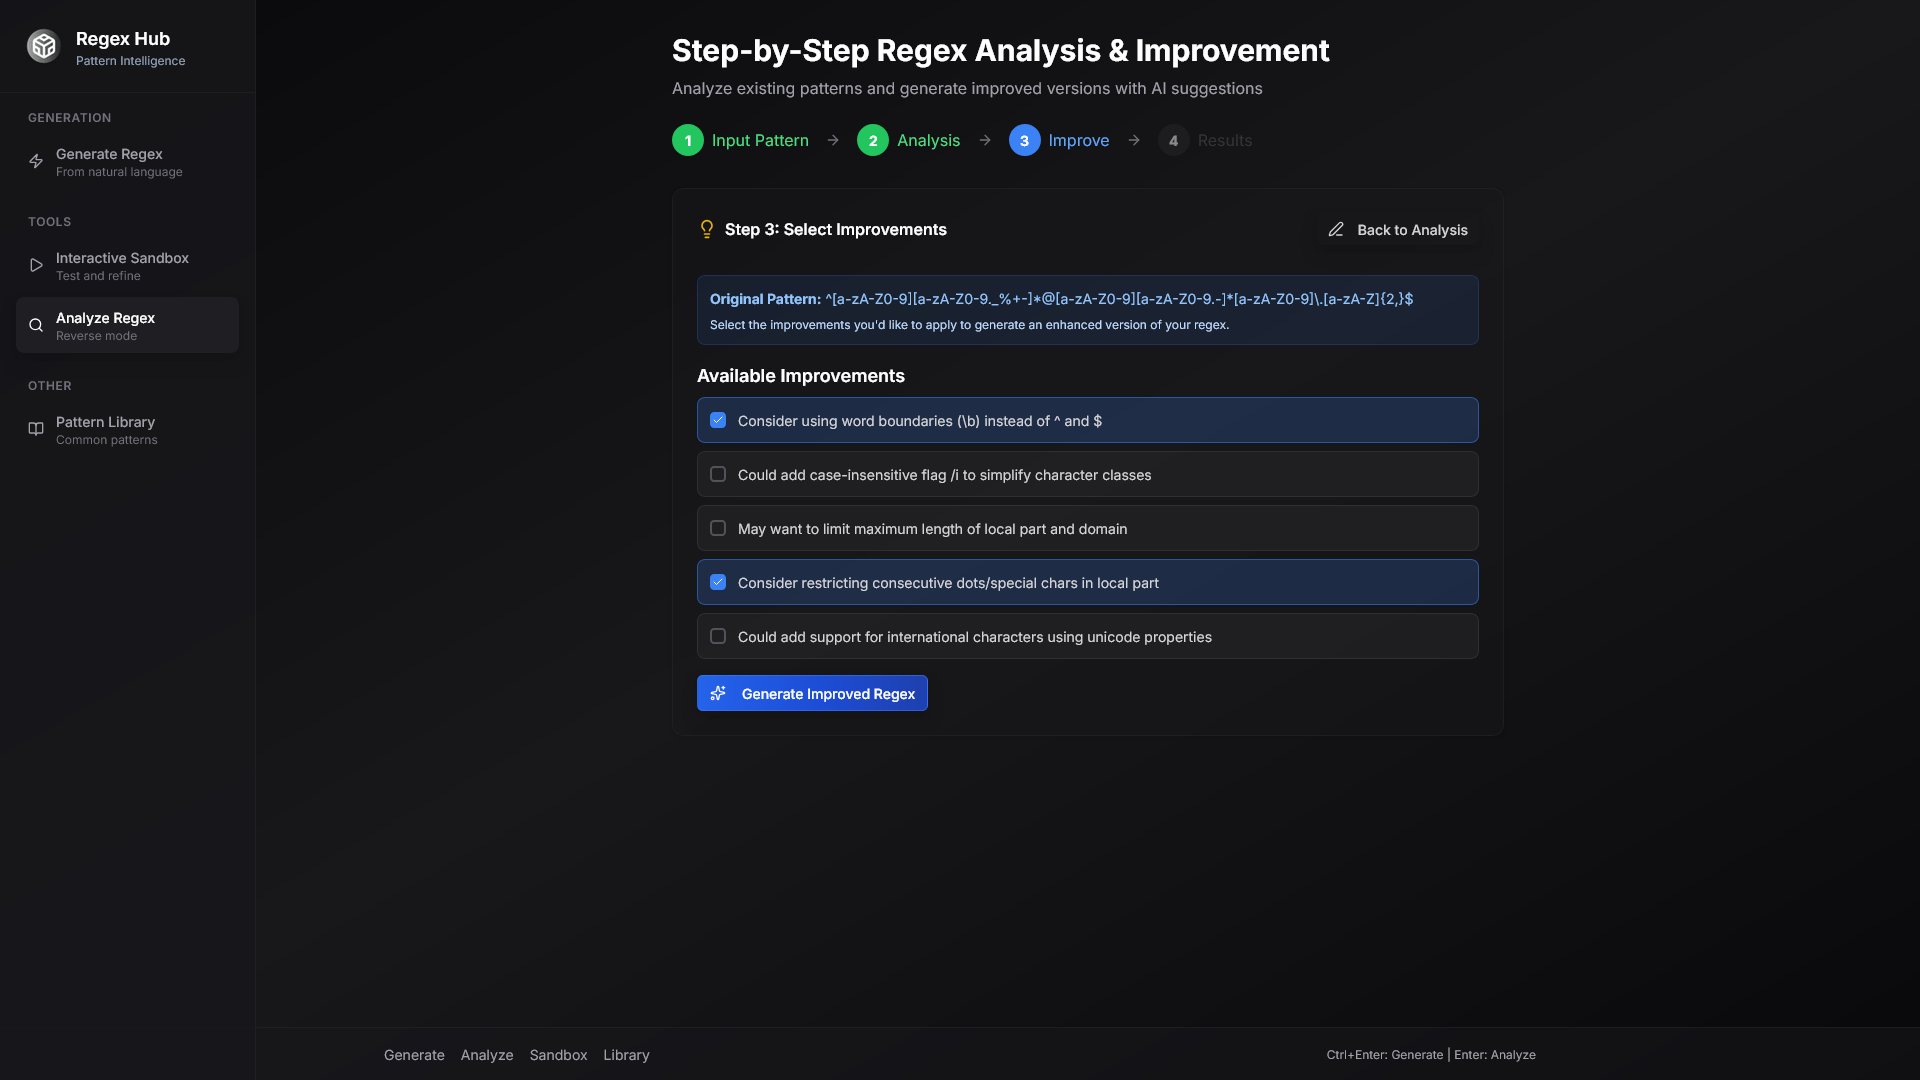 Regex Hub
Pattern Intelligence
GENERATION
Generate Regex
From natural language
TOOLS
Interactive Sandbox
Test and refine
Analyze Regex
Reverse mode
OTHER
Pattern Library
Common patterns
Step-by-Step Regex Analysis & Improvement
Analyze existing patterns and generate improved versions with AI suggestions
1 Input Pattern → 2 Analysis → 3 Improve → 4 Results
Step 3: Select Improvements
Back to Analysis
Original Pattern: ^[a-zA-Z0-9][a-zA-Z0-9._%+-]*@[a-zA-Z0-9][a-zA-Z0-9.-]*[a-zA-Z0-9]\.[a-zA-Z]{2,}$
Select the improvements you'd like to apply to generate an enhanced version of your regex.
Available Improvements
Consider using word boundaries (\b) instead of ^ and $
Could add case-insensitive flag /i to simplify character classes
May want to limit maximum length of local part and domain
Consider restricting consecutive dots/special chars in local part
Could add support for international characters using unicode properties
Generate Improved Regex
Generate Analyze Sandbox Library
Ctrl+Enter: Generate | Enter: Analyze